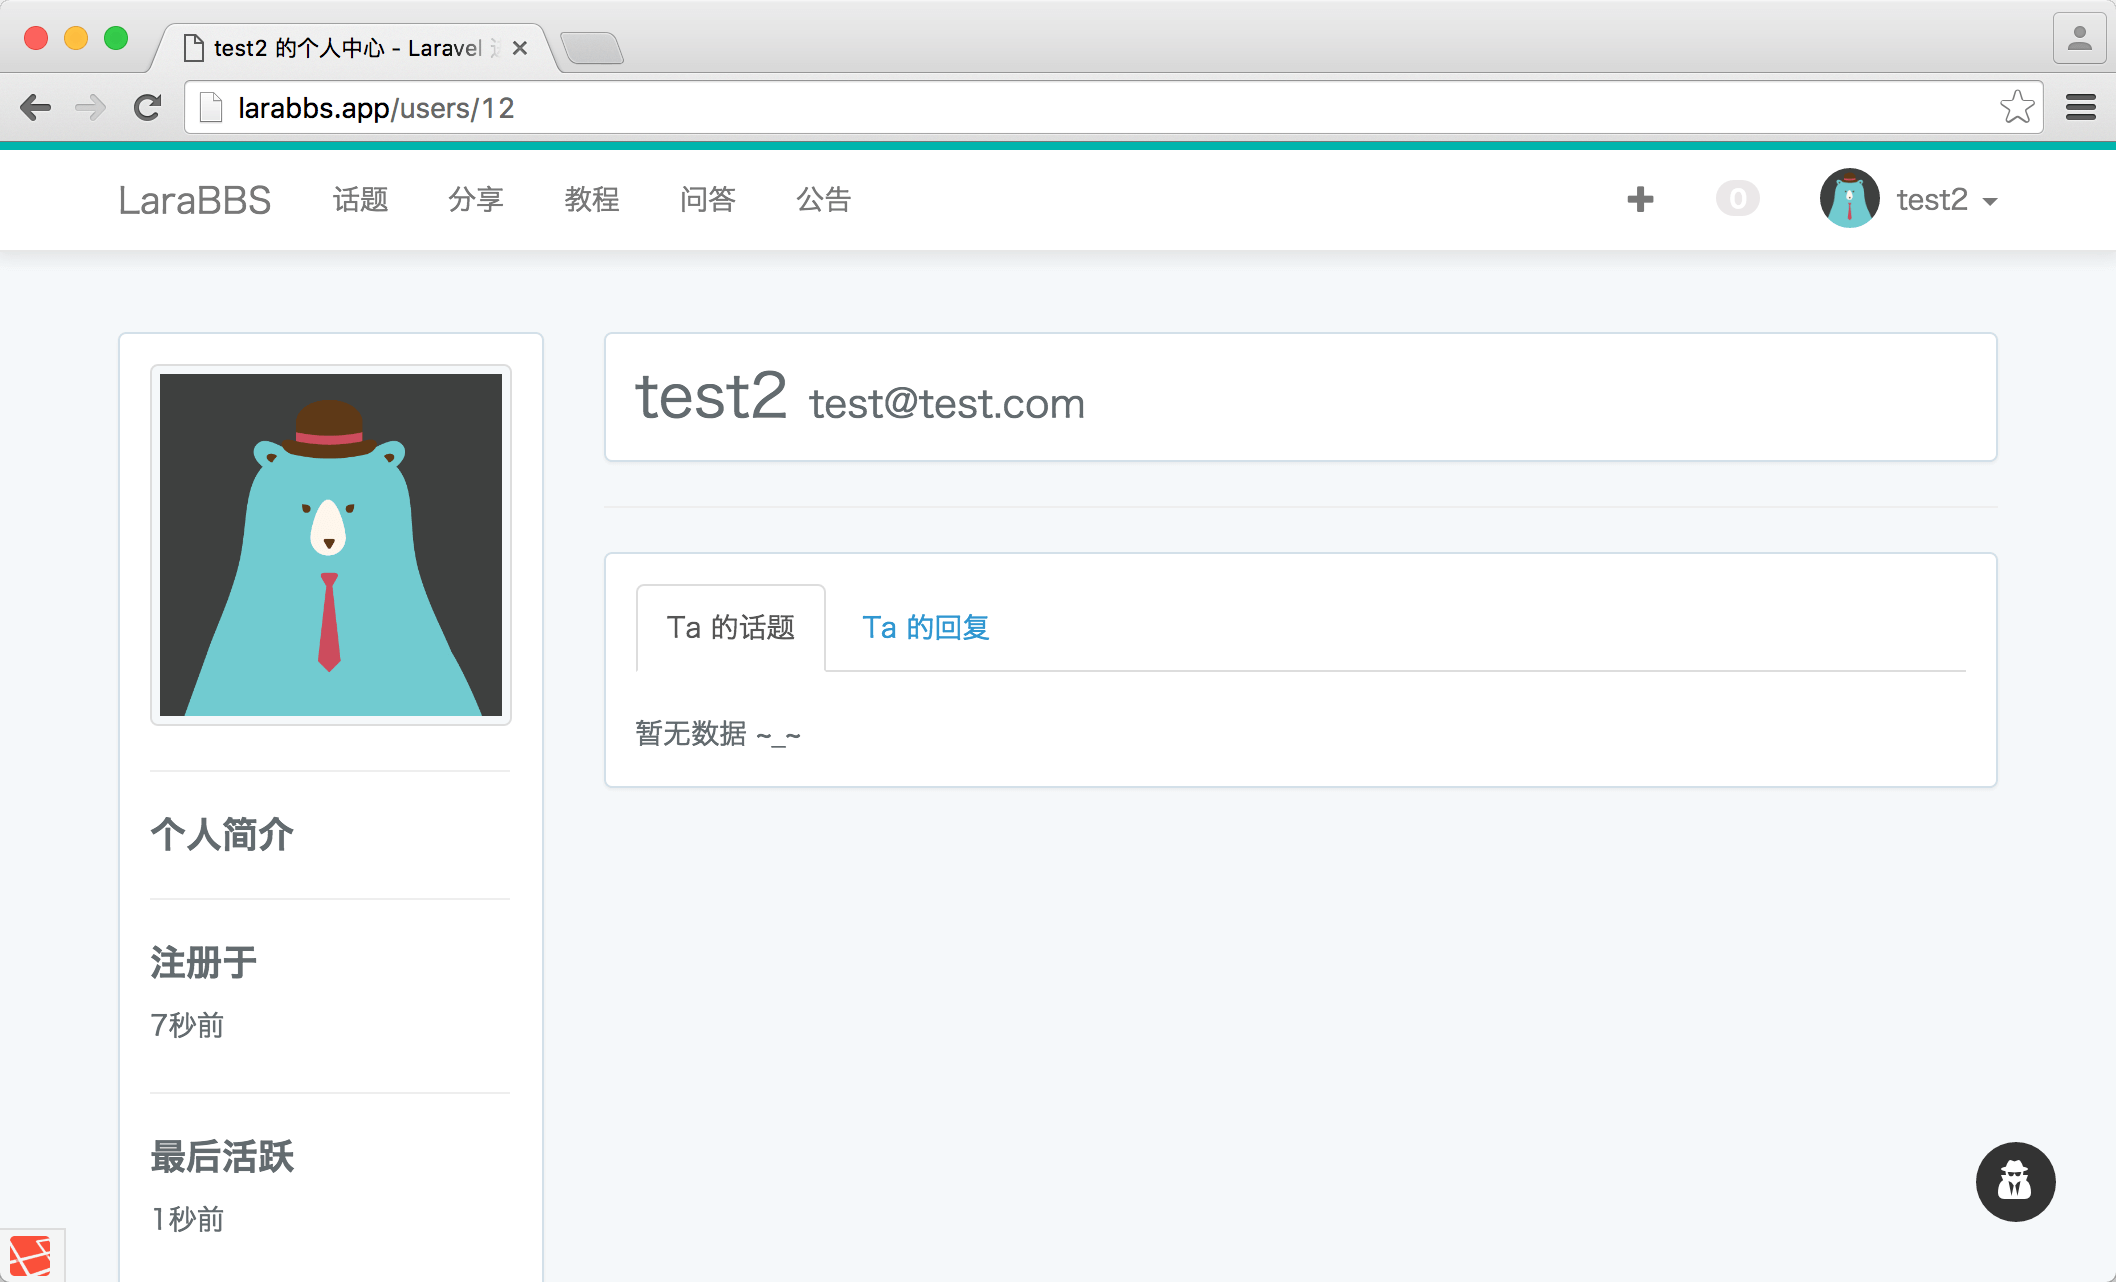 test2 的个人中心 - Laravel
larabbs.app/users/12
LaraBBS 话题 分享 教程 问答 公告 0 test2
test2 test@test.com
Ta 的话题 Ta 的回复
暂无数据 ~_~
个人简介
注册于
7秒前
最后活跃
1秒前